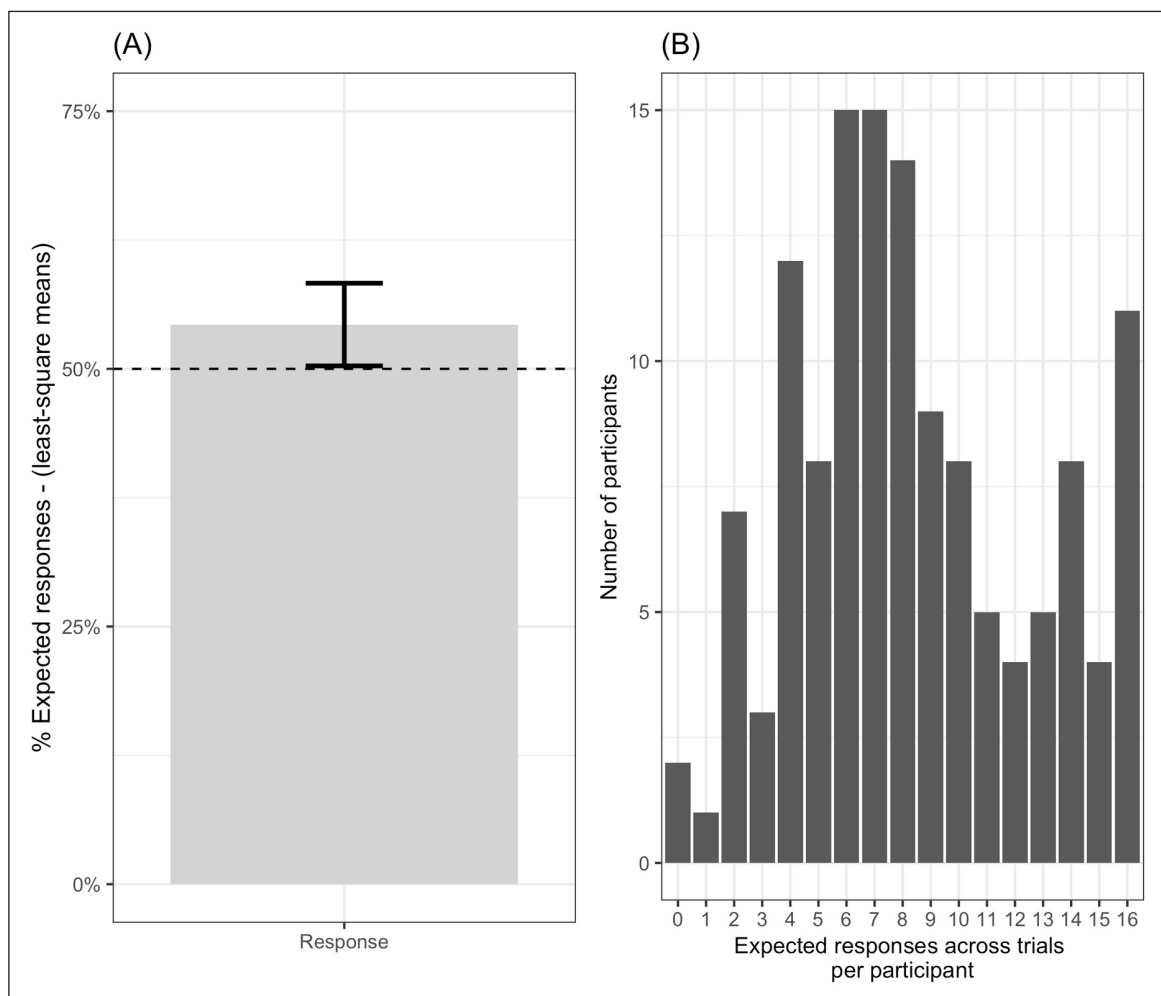 (A)
75%
50%
25%
0%
% Expected responses - (least-square means)
Response
(B)
15
10
5
0
Number of participants
0 1 2 3 4 5 6 7 8 9 10 11 12 13 14 15 16
Expected responses across trials
per participant